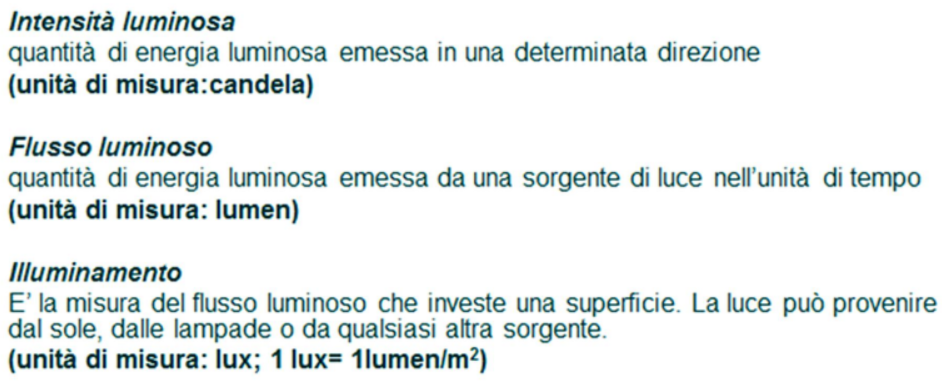 Intensità luminosa
quantità di energia luminosa emessa in una determinata direzione
(unità di misura:candela)
Flusso luminoso
quantità di energia luminosa emessa da una sorgente di luce nell'unità di tempo
(unità di misura: lumen)
Illuminamento
E' la misura del flusso luminoso che investe una superficie. La luce può provenire
dal sole, dalle lampade o da qualsiasi altra sorgente.
(unità di misura: lux; 1 lux= 1lumen/m²)